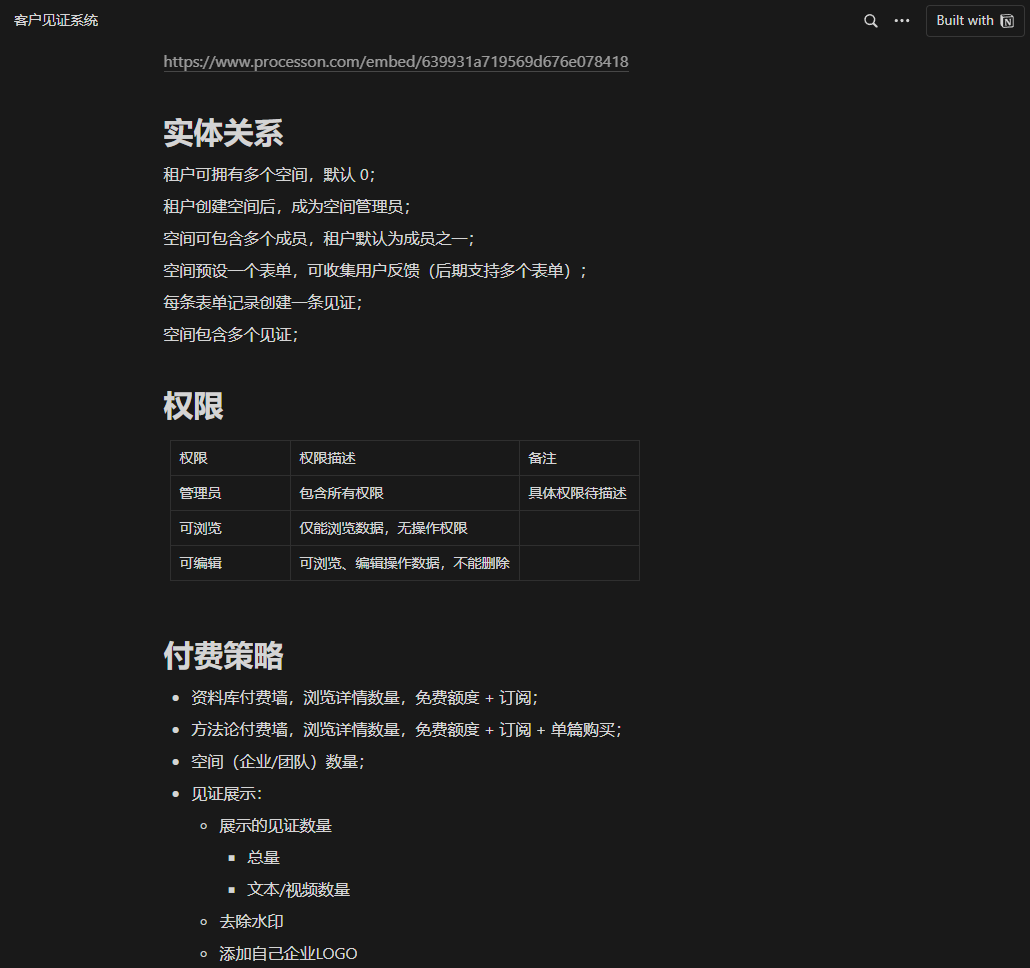 客户见证系统
Built with
https://www.processon.com/embed/639931a719569d676e078418
实体关系
租户可拥有多个空间，默认 0；
租户创建空间后，成为空间管理员；
空间可包含多个成员，租户默认为成员之一；
空间预设一个表单，可收集用户反馈（后期支持多个表单）；
每条表单记录创建一条见证；
空间包含多个见证；
权限
权限 权限描述 备注
管理员 包含所有权限 具体权限待描述
可浏览 仅能浏览数据，无操作权限
可编辑 可浏览、编辑操作数据，不能删除
付费策略
资料库付费墙，浏览详情数量，免费额度 + 订阅；
方法论付费墙，浏览详情数量，免费额度 + 订阅 + 单篇购买；
空间（企业/团队）数量；
见证展示：
展示的见证数量
总量
文本/视频数量
去除水印
添加自己企业LOGO